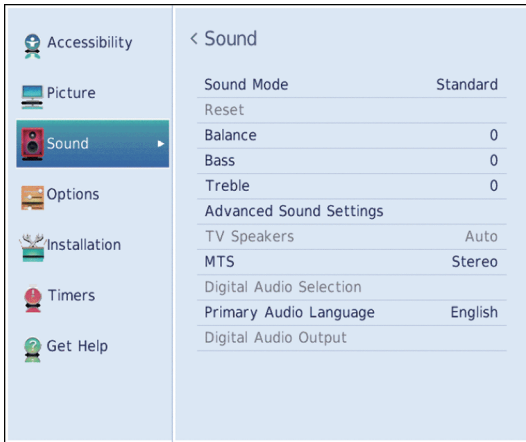 Accessibility
Picture
Sound
Options
Installation
Timers
Get Help
< Sound
Sound Mode Standard
Reset
Balance 0
Bass 0
Treble 0
Advanced Sound Settings
TV Speakers Auto
MTS Stereo
Digital Audio Selection
Primary Audio Language English
Digital Audio Output